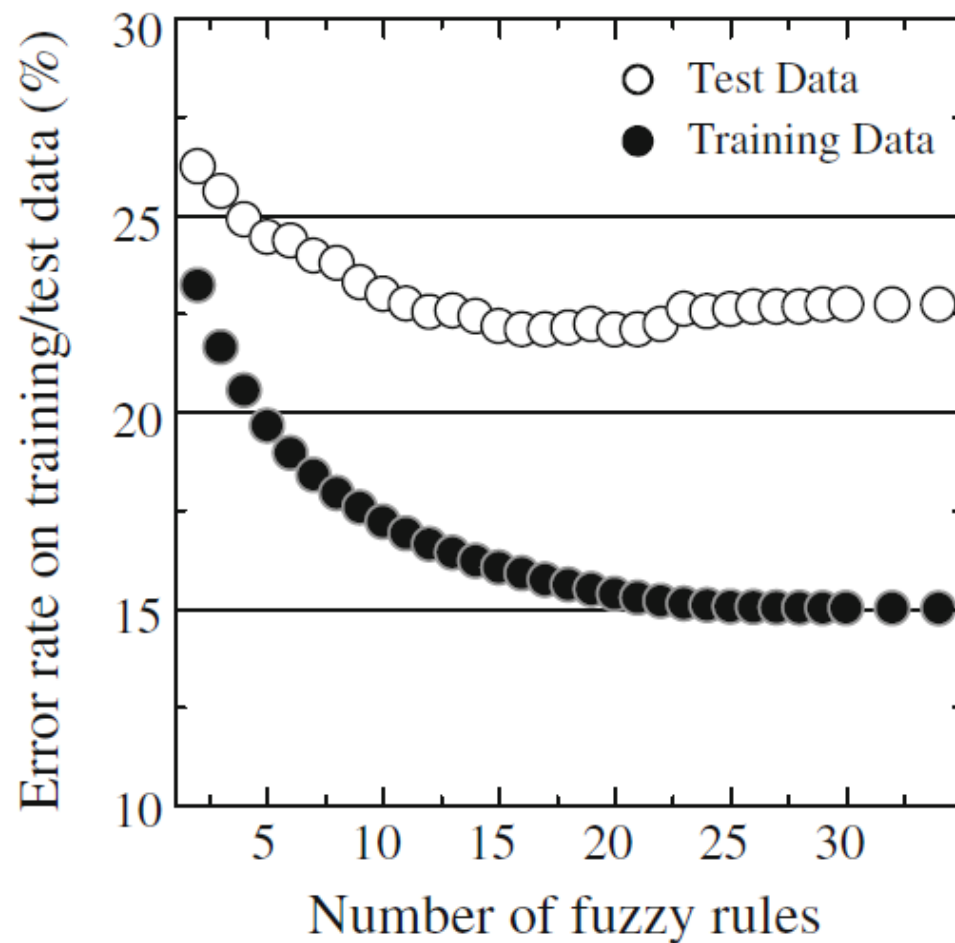 Error rate on training/test data (%)
30
25
20
15
10
Test Data
Training Data
5 10 15 20 25 30
Number of fuzzy rules